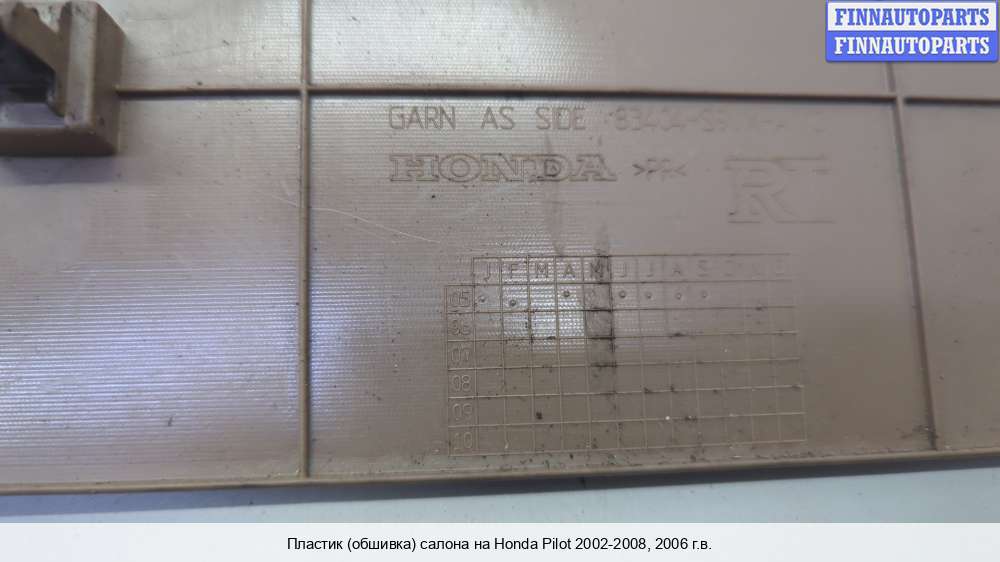 FINNAUTOPARTS
FINNAUTOPARTS
GARN AS SIDE
HONDA >PP<
J F M A M J J A S
05
06
07
08
09
10
Пластик (обшивка) салона на Honda Pilot 2002-2008, 2006 г.в.